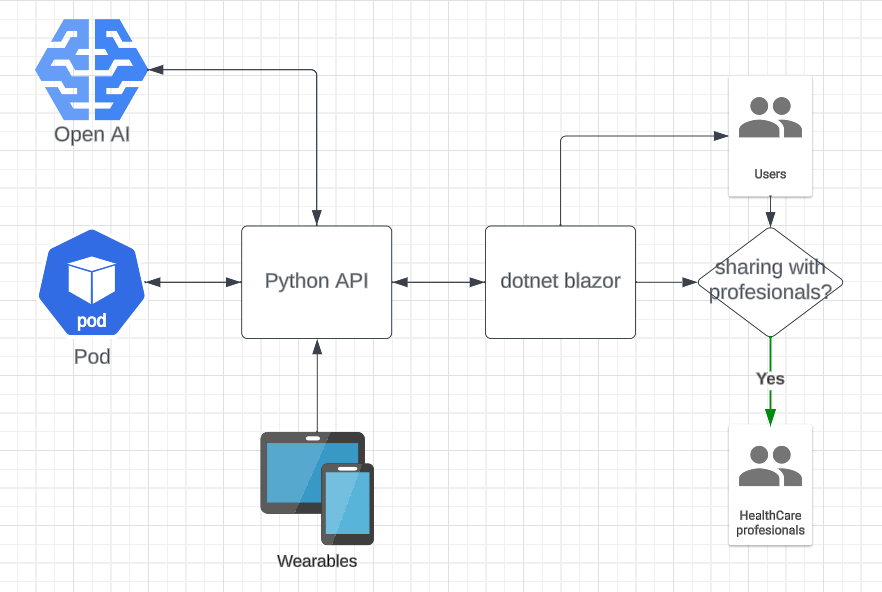 Open AI
Users
Python API
dotnet blazor
sharing with
profesionals?
pod
Pod
Yes
HealthCare
profesionals
Wearables